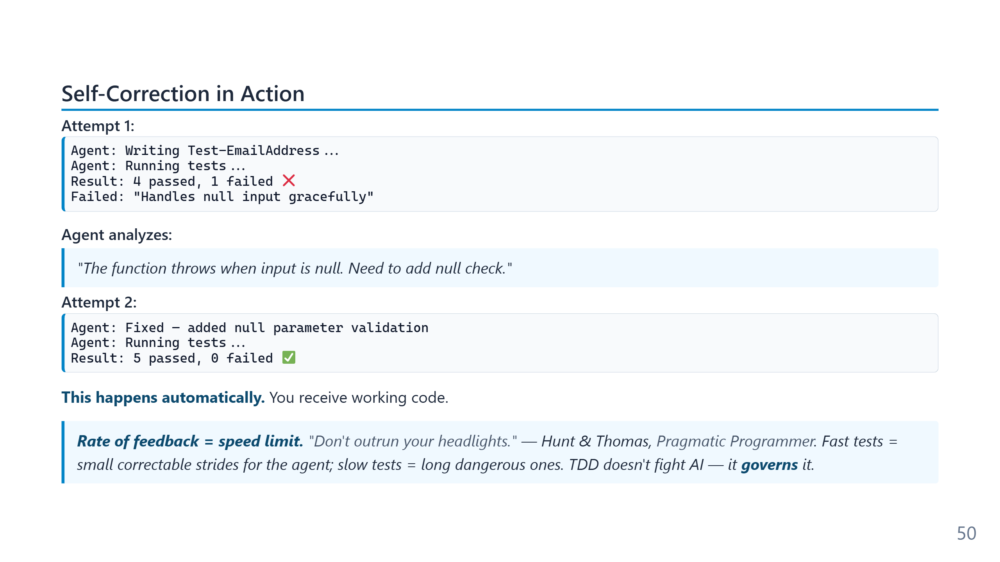 Self-Correction in Action
Attempt 1:
Agent: Writing Test-EmailAddress...
Agent: Running tests...
Result: 4 passed, 1 failed ❌
Failed: "Handles null input gracefully"
Agent analyzes:
"The function throws when input is null. Need to add null check."
Attempt 2:
Agent: Fixed — added null parameter validation
Agent: Running tests...
Result: 5 passed, 0 failed ✅
This happens automatically. You receive working code.
Rate of feedback = speed limit. "Don't outrun your headlights." — Hunt & Thomas, Pragmatic Programmer. Fast tests =
small correctable strides for the agent; slow tests = long dangerous ones. TDD doesn't fight AI — it governs it.
50